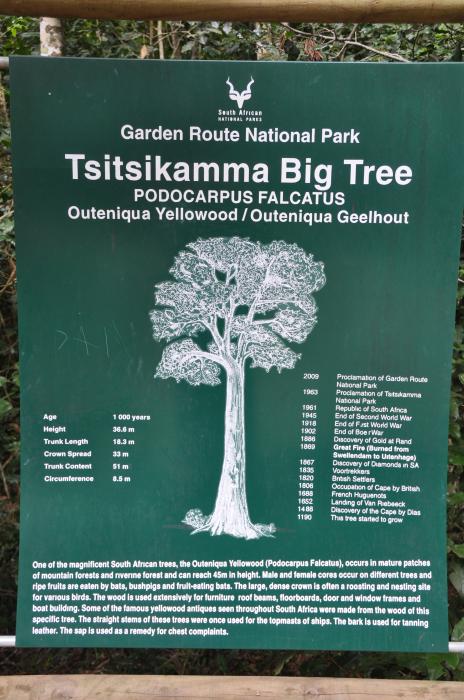 South African
NATIONAL PARKS
Garden Route National Park
Tsitsikamma Big Tree
PODOCARPUS FALCATUS
Outeniqua Yellowood / Outeniqua Geelhout
Age 1 000 years
Height 36.6 m
Trunk Length 18.3 m
Crown Spread 33 m
Trunk Content 51 m
Circumference 8.5 m
2009 Proclamation of Garden Route
National Park
1963 Proclamation of Tsitsikamma
National Park
1961 Republic of South Africa
1945 End of Second World War
1918 End of First World War
1902 End of Boer War
1886 Discovery of Gold at Rand
1869 Great Fire (Burned from
Swellendam to Uitenhage)
1867 Discovery of Diamonds in SA
1835 Voortrekkers
1820 British Settlers
1806 Occupation of Cape by British
1688 French Huguenots
1652 Landing of Van Riebeeck
1488 Discovery of the Cape by Dias
1190 This tree started to grow
One of the magnificent South African trees, the Outeniqua Yellowood (Podocarpus Falcatus), occurs in mature patches
of mountain forests and rverine forest and can reach 45m in height. Male and female cores occur on different trees and
ripe fruits are eaten by bats, bushpigs and fruit-eating bats. The large, dense crown is often a roosting and nesting site
for various birds. The wood is used extensively for furniture roof beams, floorboards, door and window frames and
boat building. Some of the famous yellowood antiques seen throughout South Africa were made from the wood of this
specific tree. The straight stems of these trees were once used for the topmasts of ships. The bark is used for tanning
leather. The sap is used as a remedy for chest complaints.